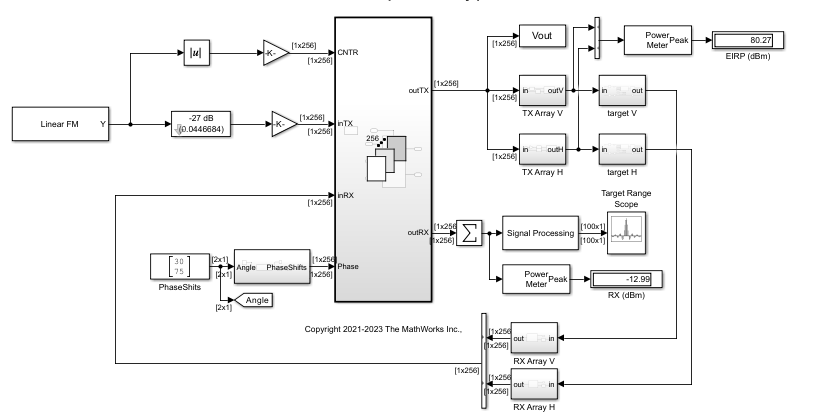 |u|
-K-
[1x256]
[1x256]
CNTR
Linear FM
Y
-27 dB
(0.0446684)
-K-
[1x256]
[1x256]
inTX
256
outTX
[1x256]
[1x256]
Vout
Power
Meter
Peak
80.27
EIRP (dBm)
in
outV
TX Array V
[1x256]
in
out
target V
in
outH
TX Array H
[1x256]
in
out
target H
inRX
[1x256]
Target Range
Scope
outRX
[1x256
[1x256]
Σ
Signal Processing
[100x1]
[100x1]
30
75
PhaseShits
[2x1]
[2x1]
Angle
PhaseShifts
[1x256]
[1x256]
Phase
[2x1]
Angle
Power
Meter
Peak
-12.99
RX (dBm)
Copyright 2021-2023 The MathWorks Inc.,
[1x256
[1x256]
out
in
RX Array V
[1x256]
[1x256
[1x256]
out
in
RX Array H